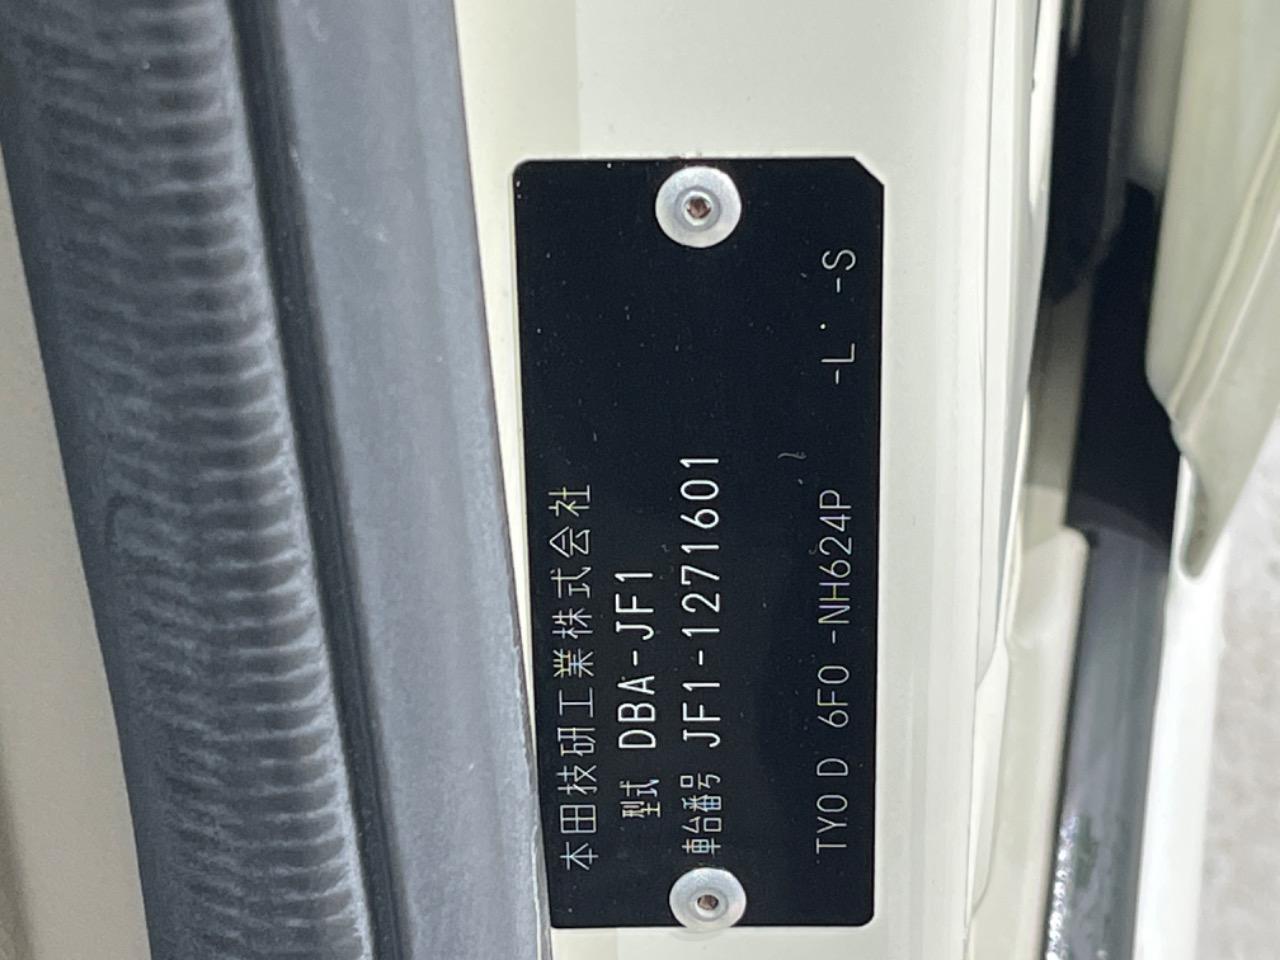 本田技研工業株式会社
型式 DBA-JF1
車台番号 JF1-1271601
TY0D 6F0 -NH624P -L · -S